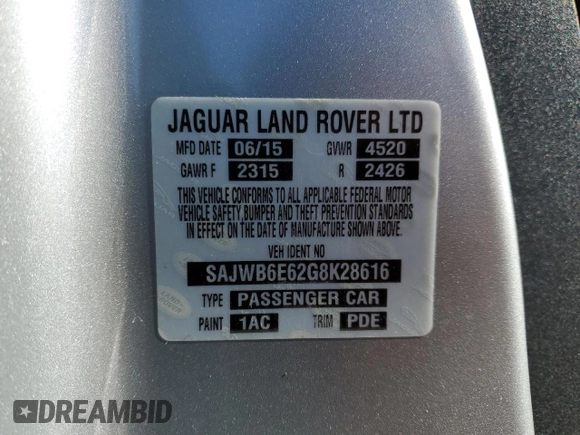 JAGUAR LAND ROVER LTD
MFD DATE 06/15 GVWR 4520
GAWR F 2315 R 2426
THIS VEHICLE CONFORMS TO ALL APPLICABLE FEDERAL MOTOR
VEHICLE SAFETY, BUMPER AND THEFT PREVENTION STANDARDS
IN EFFECT ON THE DATE OF MANUFACTURE SHOWN ABOVE.
VEH IDENT NO
SAJWB6E62G8K28616
TYPE PASSENGER CAR
PAINT 1AC TRIM PDE
DREAMBID